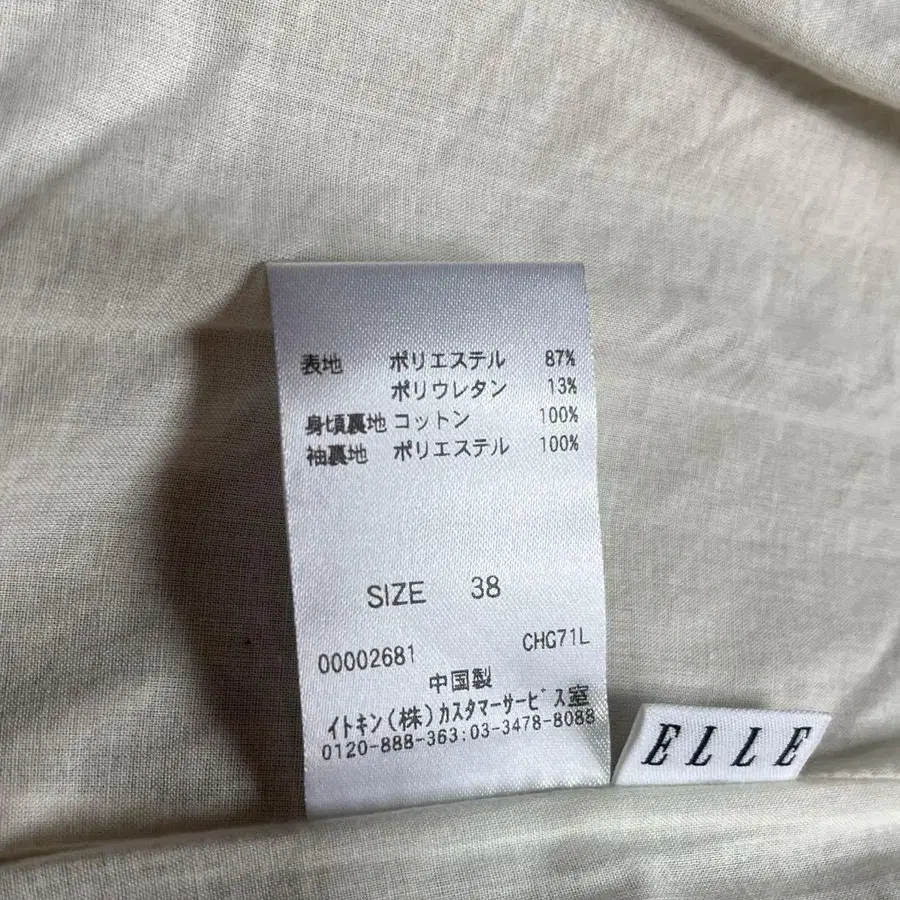 表地 ポリエステル 87%
ポリウレタン 13%
身頃裏地 コットン 100%
袖裏地 ポリエステル 100%
SIZE 38
00002681 CHG71L
中国製
イトキン(株)カスタマーサービス室
0120-888-363:03-3478-8088
ELLE